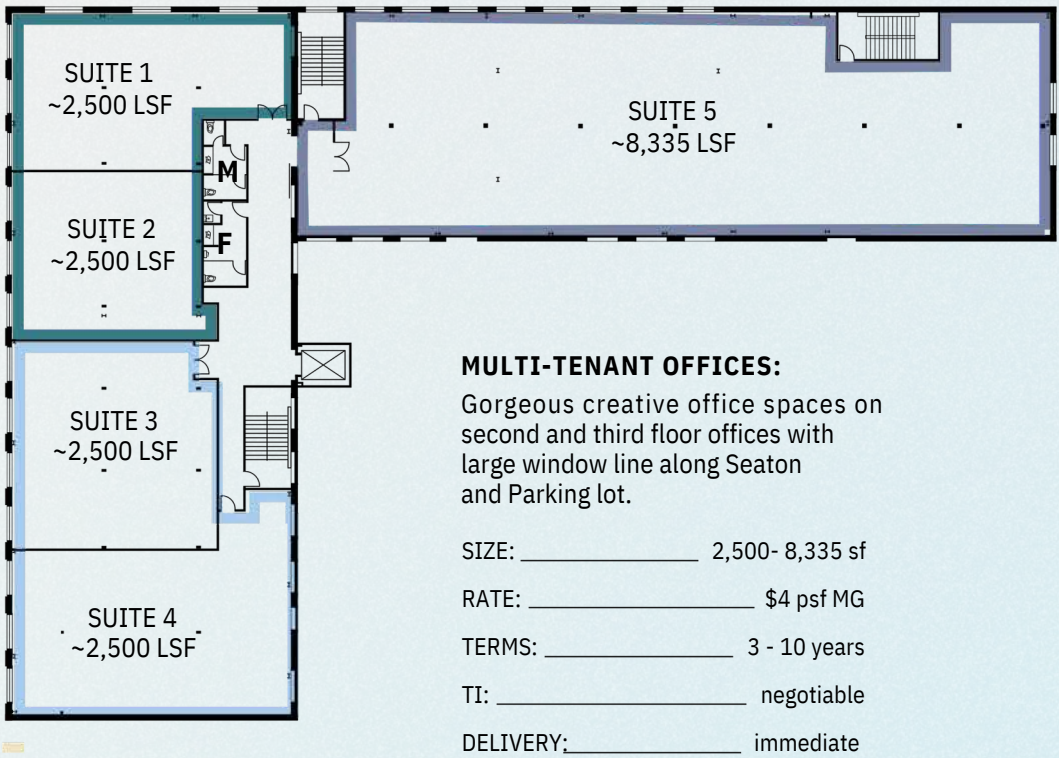 SUITE 1
~2,500 LSF
SUITE 5
~8,335 LSF
M
SUITE 2
~2,500 LSF
F
MULTI-TENANT OFFICES:
Gorgeous creative office spaces on
second and third floor offices with
large window line along Seaton
and Parking lot.
SUITE 3
~2,500 LSF
SIZE: 2,500- 8,335 sf
RATE: $4 psf MG
SUITE 4
~2,500 LSF
TERMS: 3 - 10 years
TI: negotiable
DELIVERY: immediate